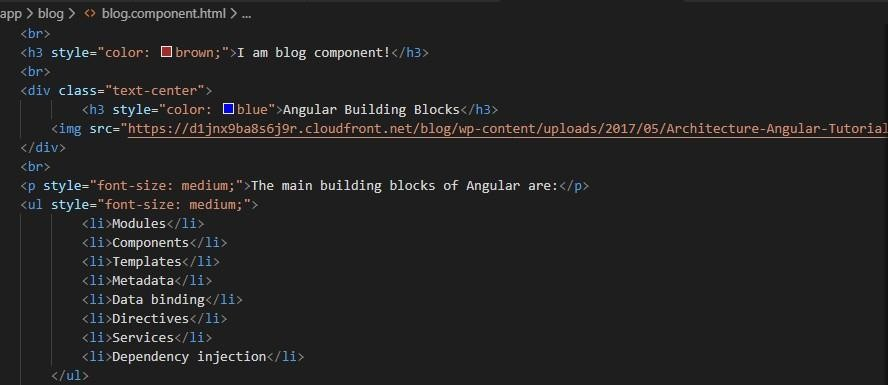 app > blog > <> blog.component.html > ...
<br>
<h3 style="color: brown;">I am blog component!</h3>
<br>
<div class="text-center">
<h3 style="color: blue">Angular Building Blocks</h3>
<img src="https://d1jnx9ba8s6j9r.cloudfront.net/blog/wp-content/uploads/2017/05/Architecture-Angular-Tutorial
</div>
<br>
<p style="font-size: medium;">The main building blocks of Angular are:</p>
<ul style="font-size: medium;">
<li>Modules</li>
<li>Components</li>
<li>Templates</li>
<li>Metadata</li>
<li>Data binding</li>
<li>Directives</li>
<li>Services</li>
<li>Dependency injection</li>
</ul>